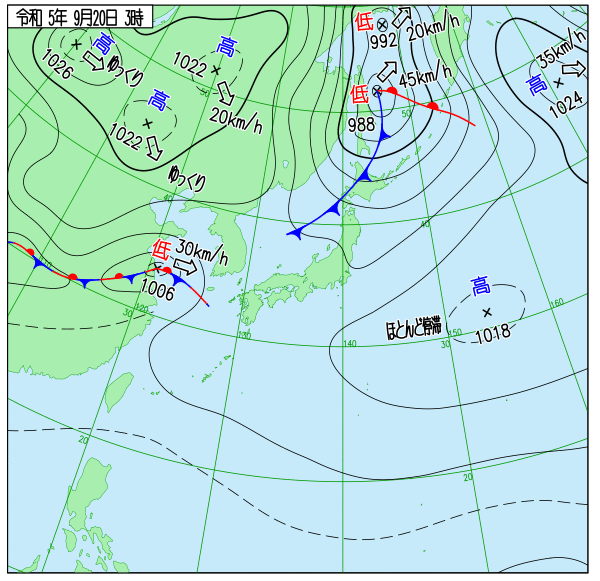 令和 5年 9月20日 3時
低
992
20km/h
高
1026
ゆっくり
高
1022
20km/h
50
低
45km/h
988
50
35km/h
高
1024
高
1022
ゆっくり
40
40
低
30km/h
1006
110
30
120
130
140
高
1018
ほとんど停滞
150
30
160
20
20